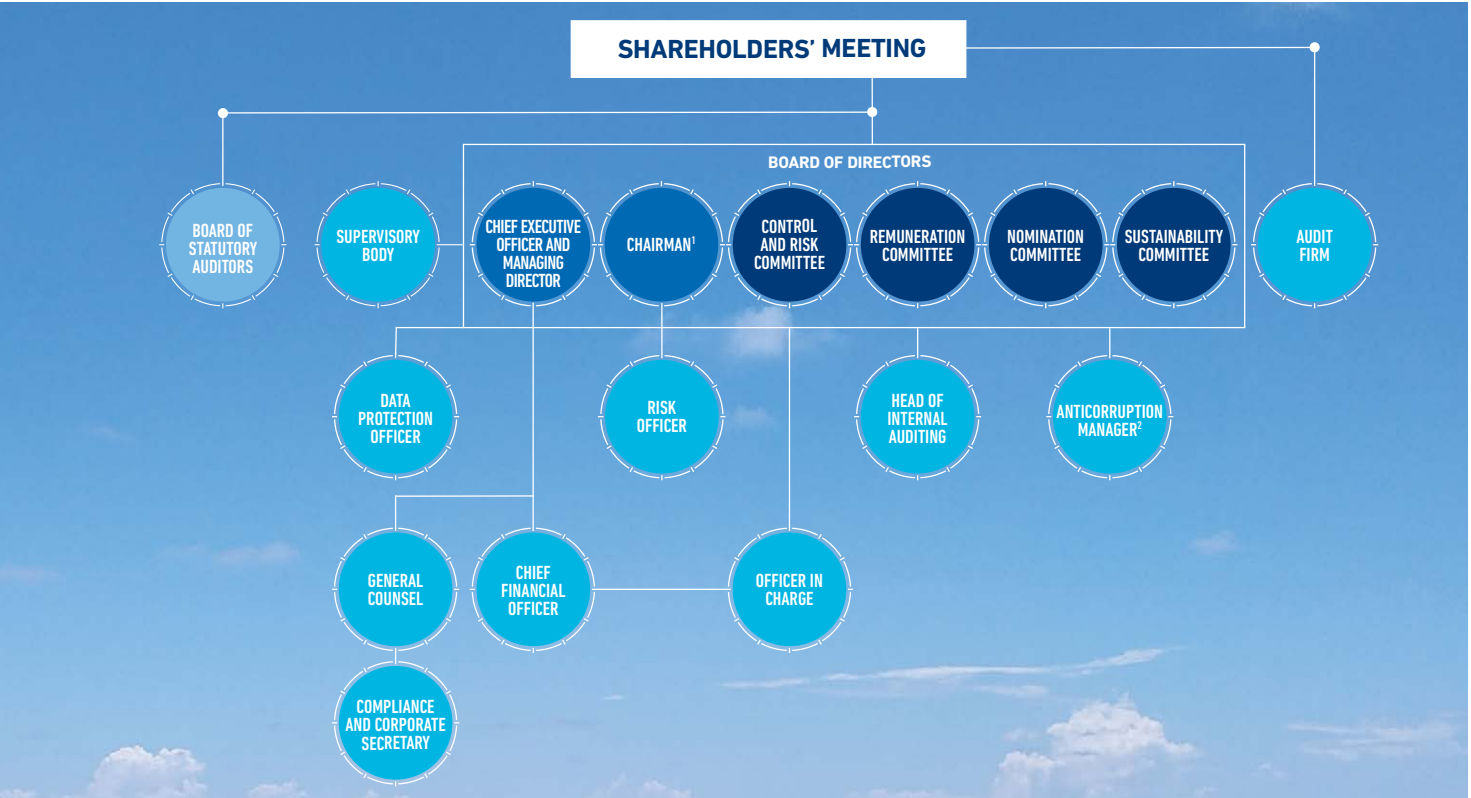 SHAREHOLDERS' MEETING
BOARD OF DIRECTORS
BOARD OF
STATUTORY
AUDITORS
SUPERVISORY
BODY
CHIEF EXECUTIVE
OFFICER AND
MANAGING
DIRECTOR
CHAIRMAN¹
CONTROL
AND RISK
COMMITTEE
REMUNERATION
COMMITTEE
NOMINATION
COMMITTEE
SUSTAINABILITY
COMMITTEE
AUDIT
FIRM
DATA
PROTECTION
OFFICER
RISK
OFFICER
HEAD OF
INTERNAL
AUDITING
ANTICORRUPTION
MANAGER²
GENERAL
COUNSEL
CHIEF
FINANCIAL
OFFICER
OFFICER IN
CHARGE
COMPLIANCE
AND CORPORATE
SECRETARY